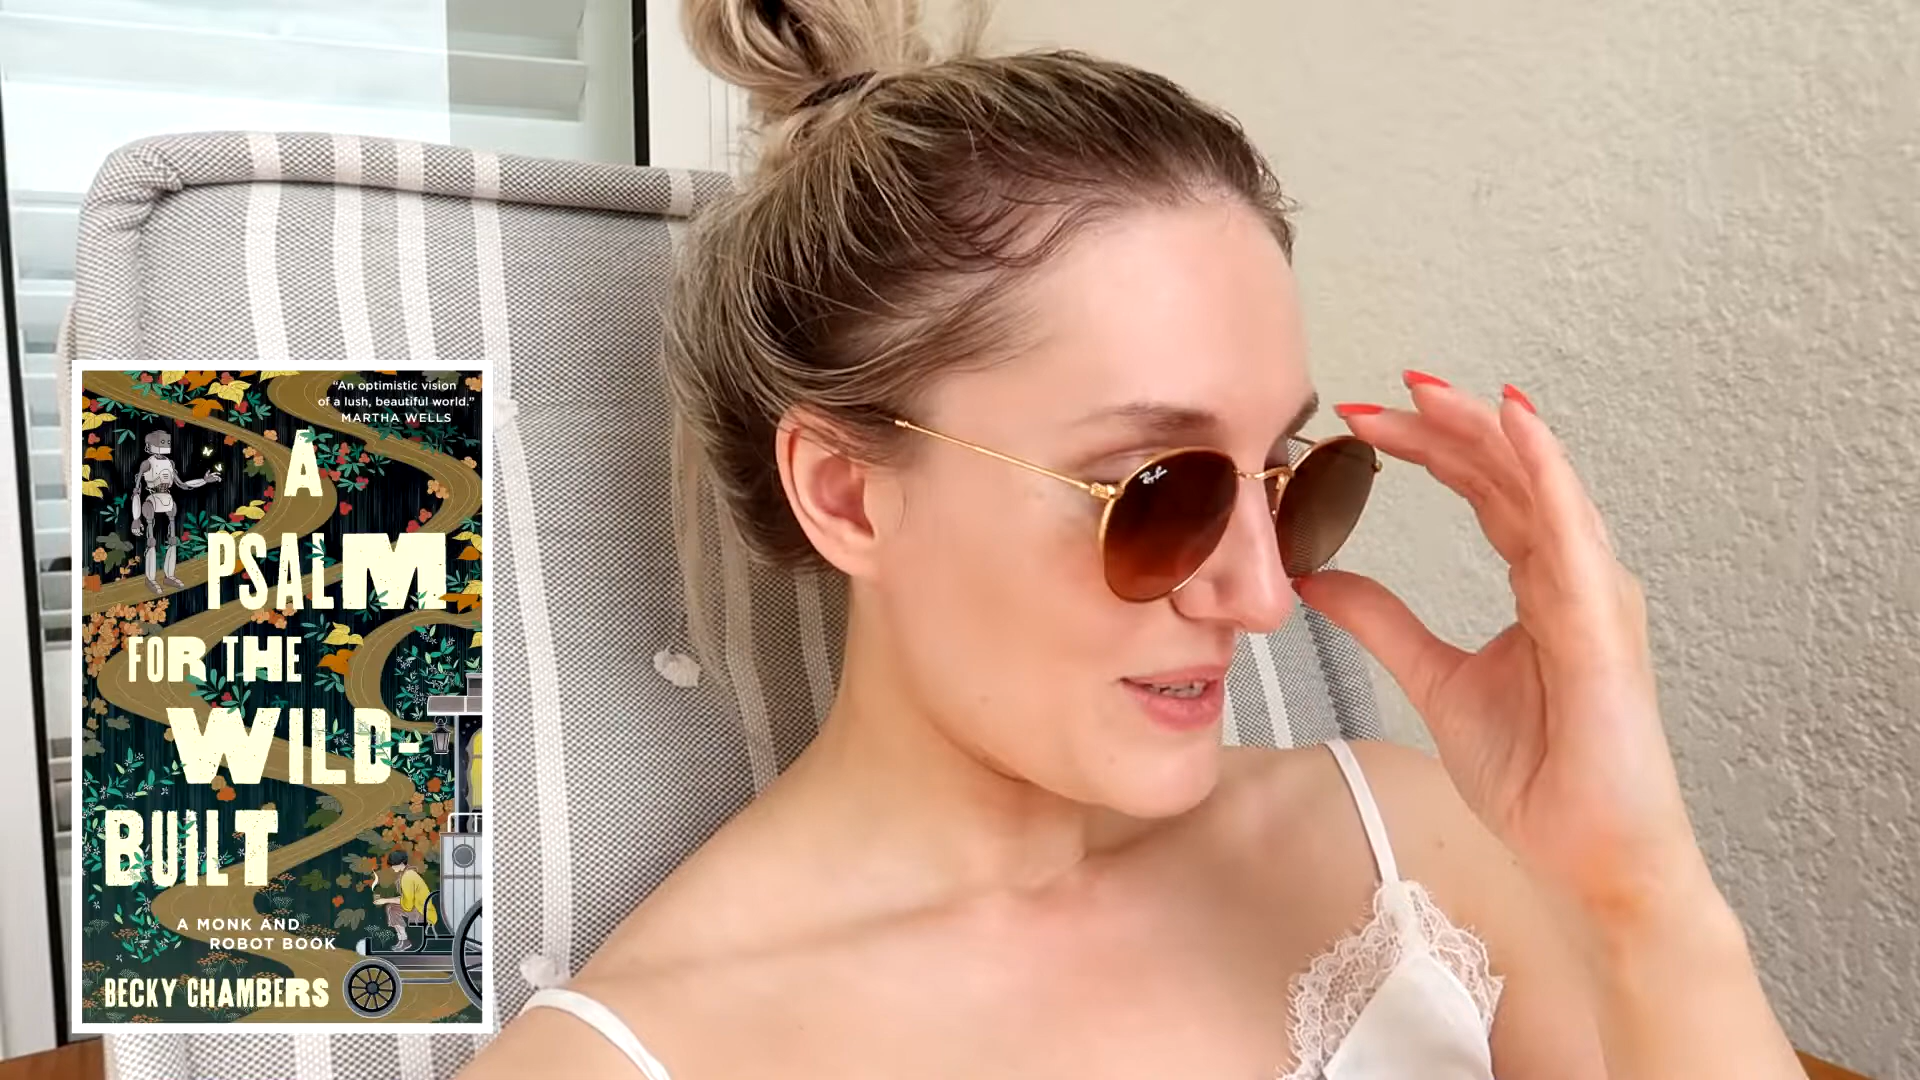 “An optimistic vision
of a lush, beautiful world.”
MARTHA WELLS
A
PSALM
FOR THE
WILD-
BUILT
A MONK AND
ROBOT BOOK
BECKY CHAMBERS
Ray-Ban